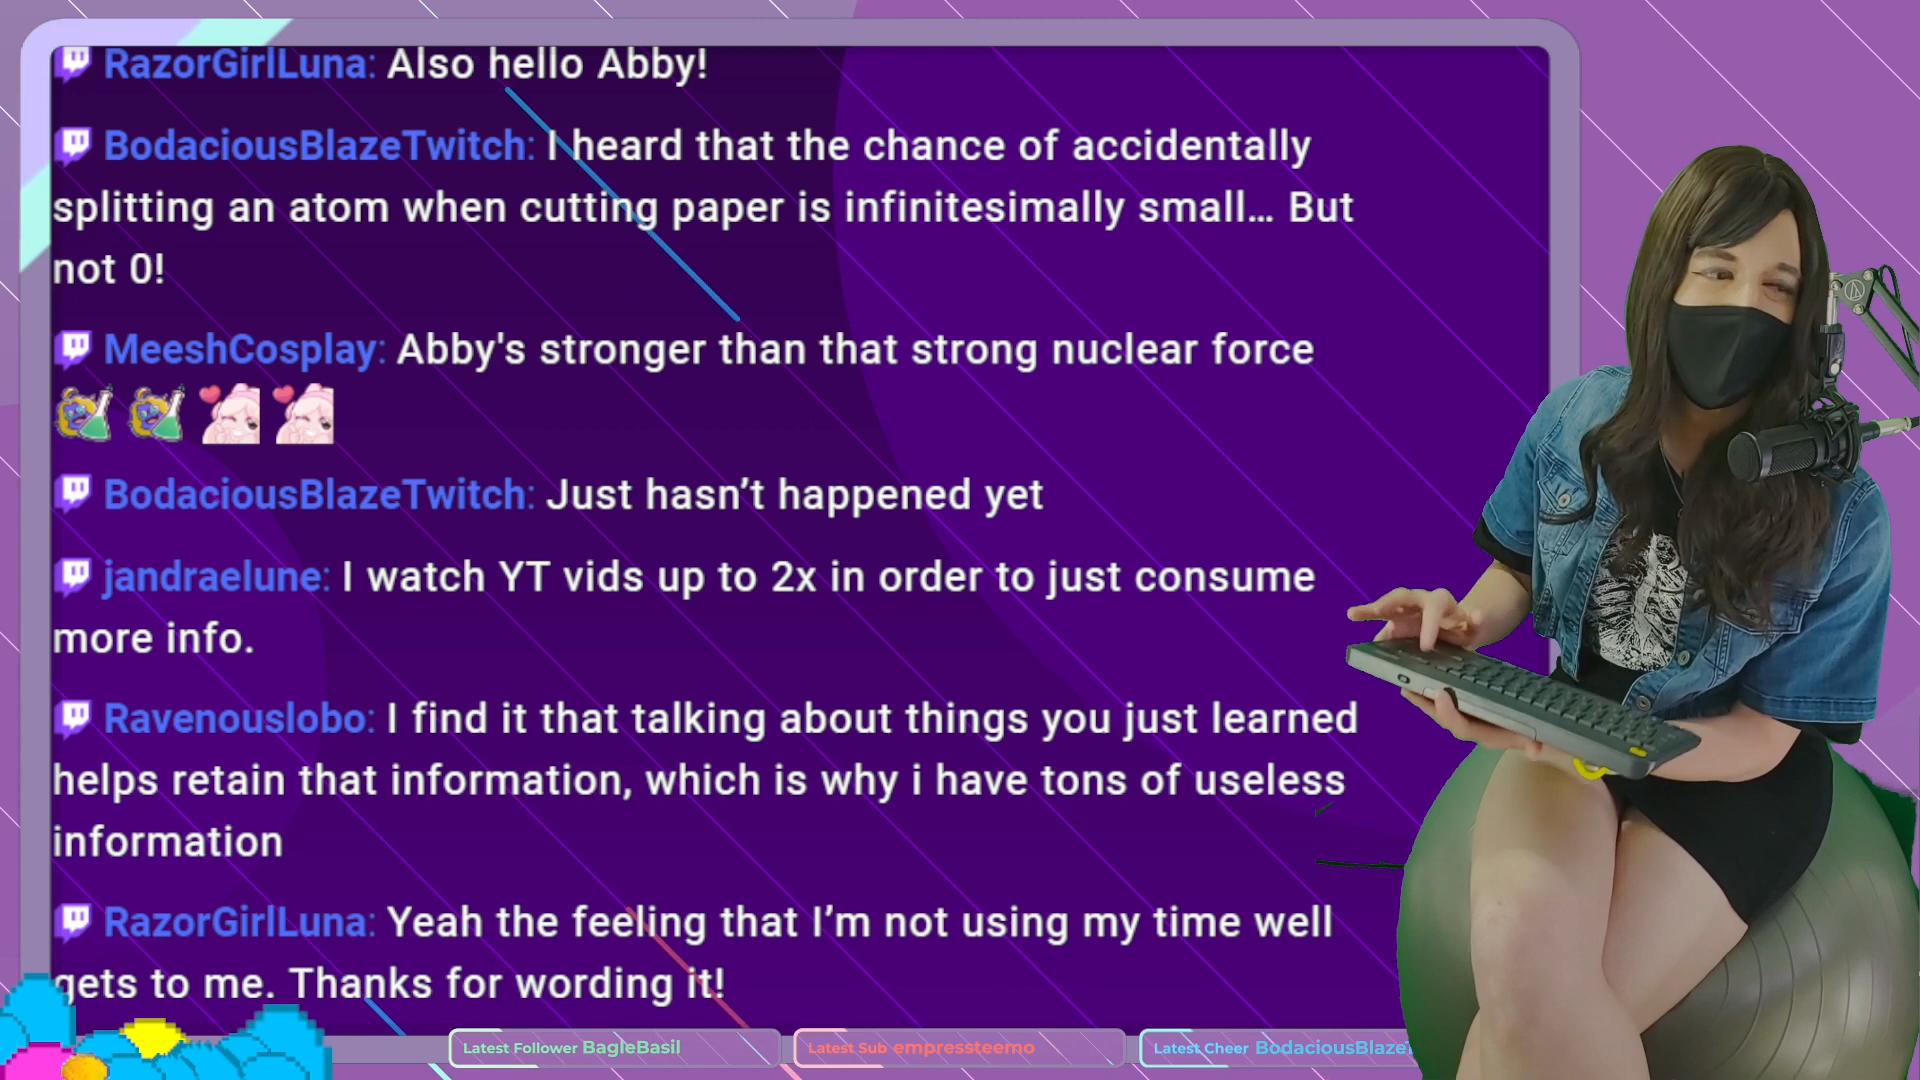 RazorGirlLuna: Also hello Abby!
BodaciousBlazeTwitch: I heard that the chance of accidentally
splitting an atom when cutting paper is infinitesimally small… But
not 0!
MeeshCosplay: Abby's stronger than that strong nuclear force
BodaciousBlazeTwitch: Just hasn’t happened yet
jandraelune: I watch YT vids up to 2x in order to just consume
more info.
Ravenouslobo: I find it that talking about things you just learned
helps retain that information, which is why i have tons of useless
information
RazorGirlLuna: Yeah the feeling that I’m not using my time well
gets to me. Thanks for wording it!
Latest Follower BagleBasil
Latest Sub empressteemo
Latest Cheer BodaciousBlazeT